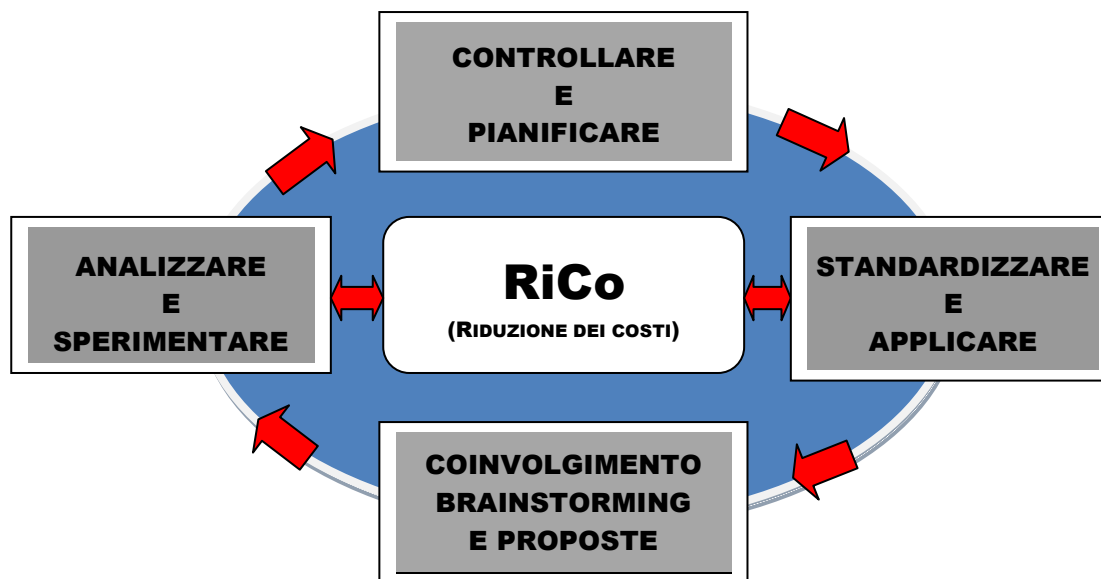 CONTROLLARE
E
PIANIFICARE
ANALIZZARE
E
SPERIMENTARE
RiCo
(RIDUZIONE DEI COSTI)
STANDARDIZZARE
E
APPLICARE
COINVOLGIMENTO
BRAINSTORMING
E PROPOSTE